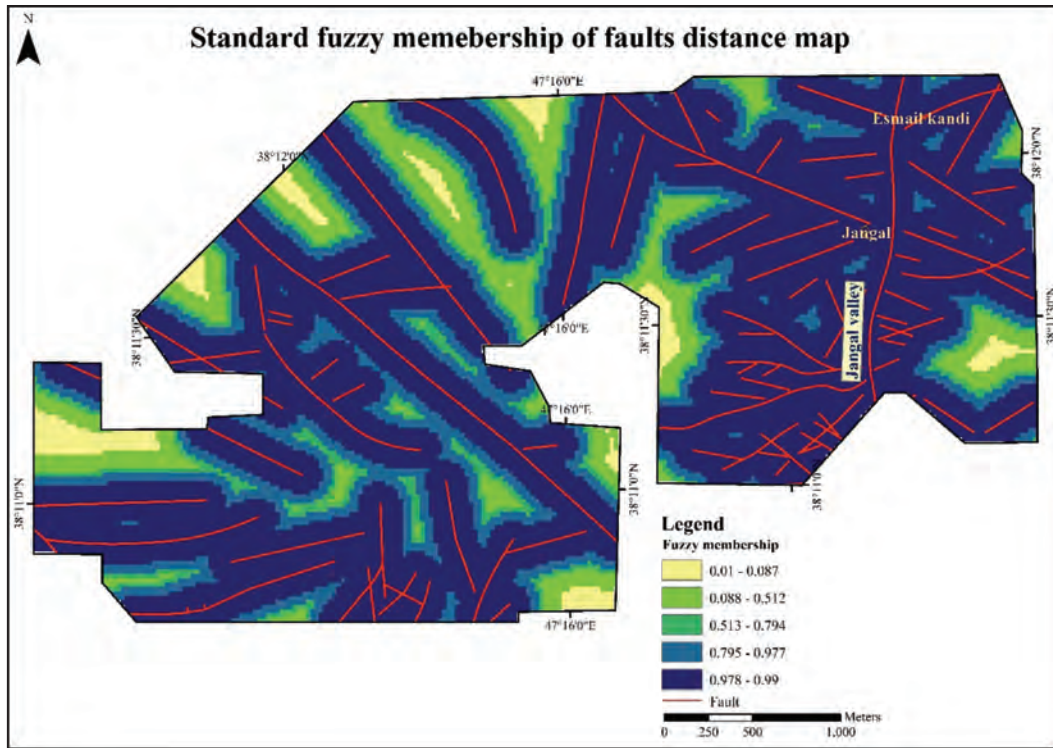 N
Standard fuzzy memebership of faults distance map
47°16'0"E
Esmail kandi
38°12'0"N
38°12'0"N
Jangal
Jangal valley
38°11'30"N
38°11'30"N
38°11'30"N
47°16'0"E
47°16'0"E
38°11'0"N
38°11'0"N
38°11'0"N
47°16'0"E
Legend
Fuzzy membership
0.01 - 0.087
0.088 - 0.512
0.513 - 0.794
0.795 - 0.977
0.978 - 0.99
Fault
Meters
0 250 500 1,000